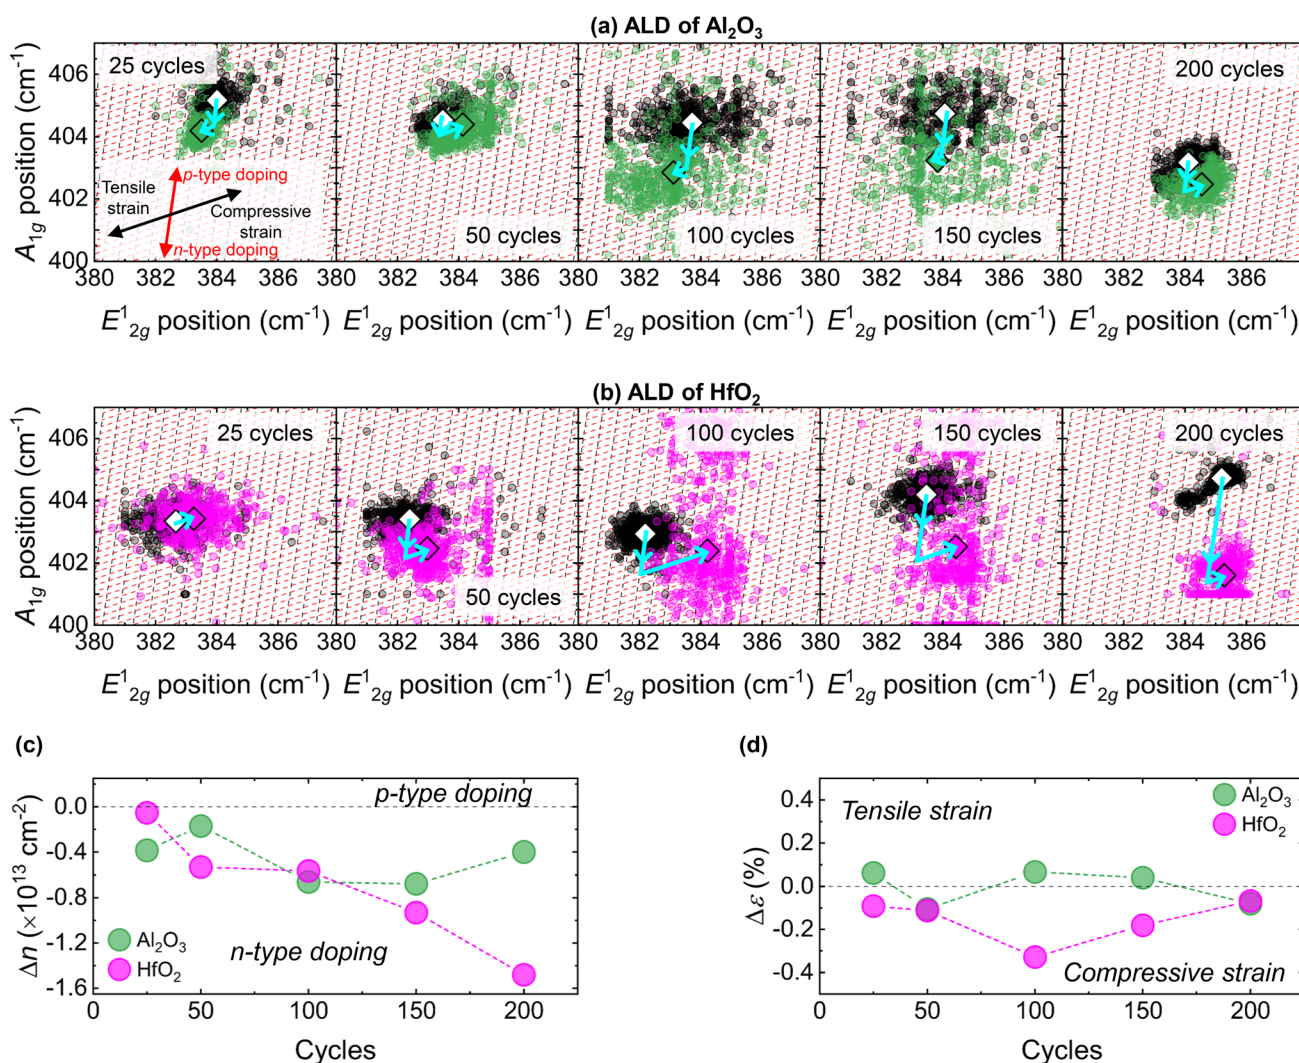 (a) ALD of Al₂O₃
A₁g position (cm⁻¹)
406
404
402
400
25 cycles
50 cycles
100 cycles
150 cycles
200 cycles
Tensile
strain
p-type doping
Compressive
strain
n-type doping
380 382 384 386 380 382 384 386 380 382 384 386 380 382 384 386 380 382 384 386
E¹₂g position (cm⁻¹) E¹₂g position (cm⁻¹) E¹₂g position (cm⁻¹) E¹₂g position (cm⁻¹) E¹₂g position (cm⁻¹)
(b) ALD of HfO₂
A₁g position (cm⁻¹)
406
404
402
400
25 cycles
50 cycles
100 cycles
150 cycles
200 cycles
380 382 384 386 380 382 384 386 380 382 384 386 380 382 384 386 380 382 384 386
E¹₂g position (cm⁻¹) E¹₂g position (cm⁻¹) E¹₂g position (cm⁻¹) E¹₂g position (cm⁻¹) E¹₂g position (cm⁻¹)
(c)
Δn (×10¹³ cm⁻²)
0.0
-0.4
-0.8
-1.2
-1.6
p-type doping
n-type doping
Al₂O₃
HfO₂
0 50 100 150 200
Cycles
(d)
Δε (%)
0.4
0.2
0.0
-0.2
-0.4
Tensile strain
Al₂O₃
HfO₂
Compressive strain
0 50 100 150 200
Cycles